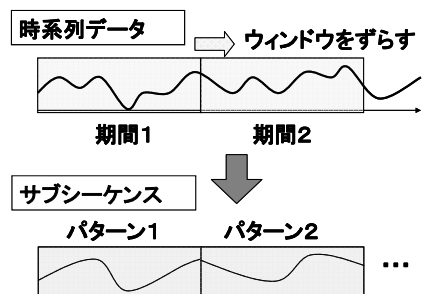 時系列データ
ウィンドウをずらす
期間1
期間2
サブシーケンス
パターン1
パターン2
…